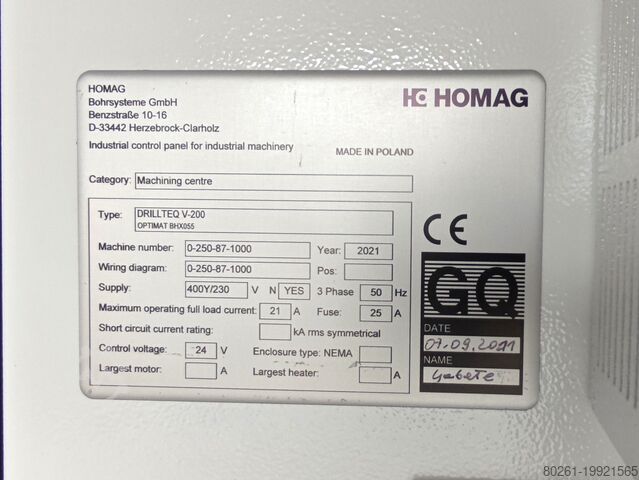 HOMAG
Bohrsysteme GmbH
Benzstraße 10-16
D-33442 Herzebrock-Clarholz
HOMAG
Industrial control panel for industrial machinery
MADE IN POLAND
Category: Machining centre
Type: DRILLTEQ V-200
OPTIMAT BHX055
Machine number: 0-250-87-1000 Year: 2021
Wiring diagram: 0-250-87-1000 Pos:
Supply: 400Y/230 V N YES 3 Phase 50 Hz
Maximum operating full load current: 21 A Fuse: 25 A
Short circuit current rating: kA rms symmetrical
Control voltage: 24 V Enclosure type: NEMA
Largest motor: A Largest heater: A
CE
GQ
DATE
NAME
80261-19921565